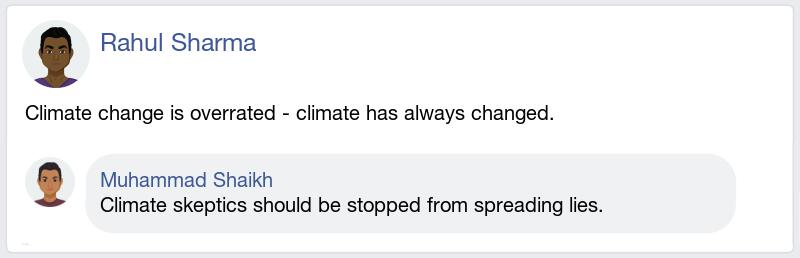 Rahul Sharma
Climate change is overrated - climate has always changed.
Muhammad Shaikh
Climate skeptics should be stopped from spreading lies.